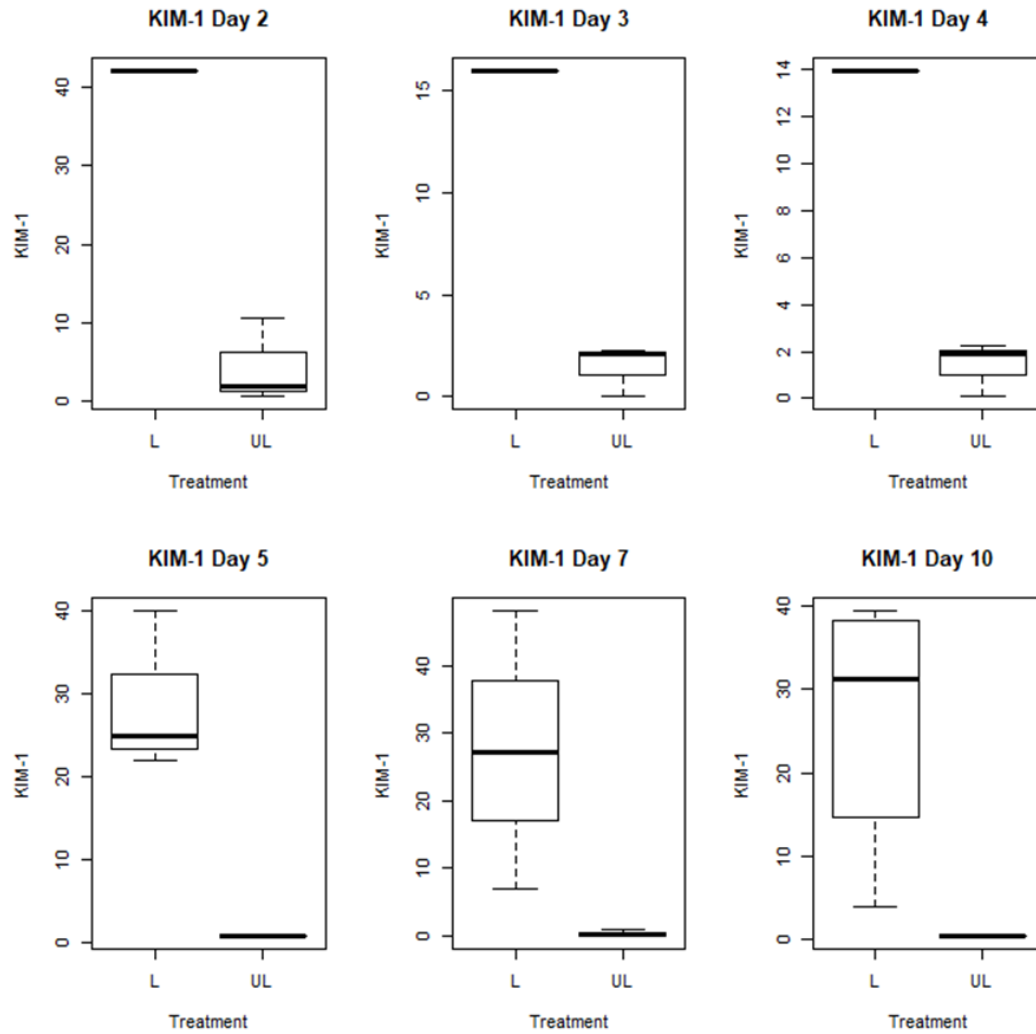 KIM-1 Day 2
KIM-1
0
10
20
30
40
L UL
Treatment
KIM-1 Day 3
KIM-1
0
5
15
L UL
Treatment
KIM-1 Day 4
KIM-1
0
2
4
6
8
10
12
14
L UL
Treatment
KIM-1 Day 5
KIM-1
0
10
20
30
40
L UL
Treatment
KIM-1 Day 7
KIM-1
0
10
20
30
40
L UL
Treatment
KIM-1 Day 10
KIM-1
0
10
20
30
40
L UL
Treatment